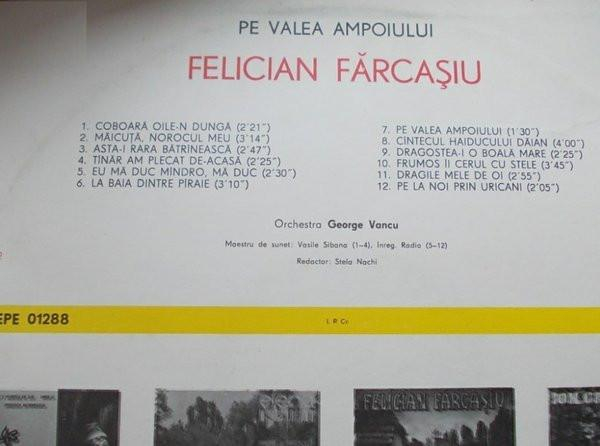 PE VALEA AMPOIULUI
FELICIAN FĂRCAŞIU
1. COBOARĂ OILE-N DUNGĂ (2'21")
2. MĂICUŢĂ, NOROCUL MEU (3'14")
3. ASTA-I RARA BĂTRÎNEASCĂ (2'47")
4. TÎNĂR AM PLECAT DE-ACASĂ (2'25")
5. EU MĂ DUC MÎNDRO, MĂ DUC (2'30")
6. LA BAIA DINTRE PIRAIE (3'10")
7. PE VALEA AMPOIULUI (1'30")
8. CÎNTECUL HAIDUCULUI DĂIAN (4'00")
9. DRAGOSTEA-I O BOALĂ MARE (2'25")
10. FRUMOS II CERUL CU STELE (3'45")
11. DRAGILE MELE DE OI (2'55")
12. PE LA NOI PRIN URICANI (2'05")
Orchestra George Vancu
Maestru de sunet: Vasile Sibana (1–4), Inreg. Radio (5–12)
Redactor: Stela Nachi
EPE 01288
I. P. Cr.
FELICIAN FARCAŞIU